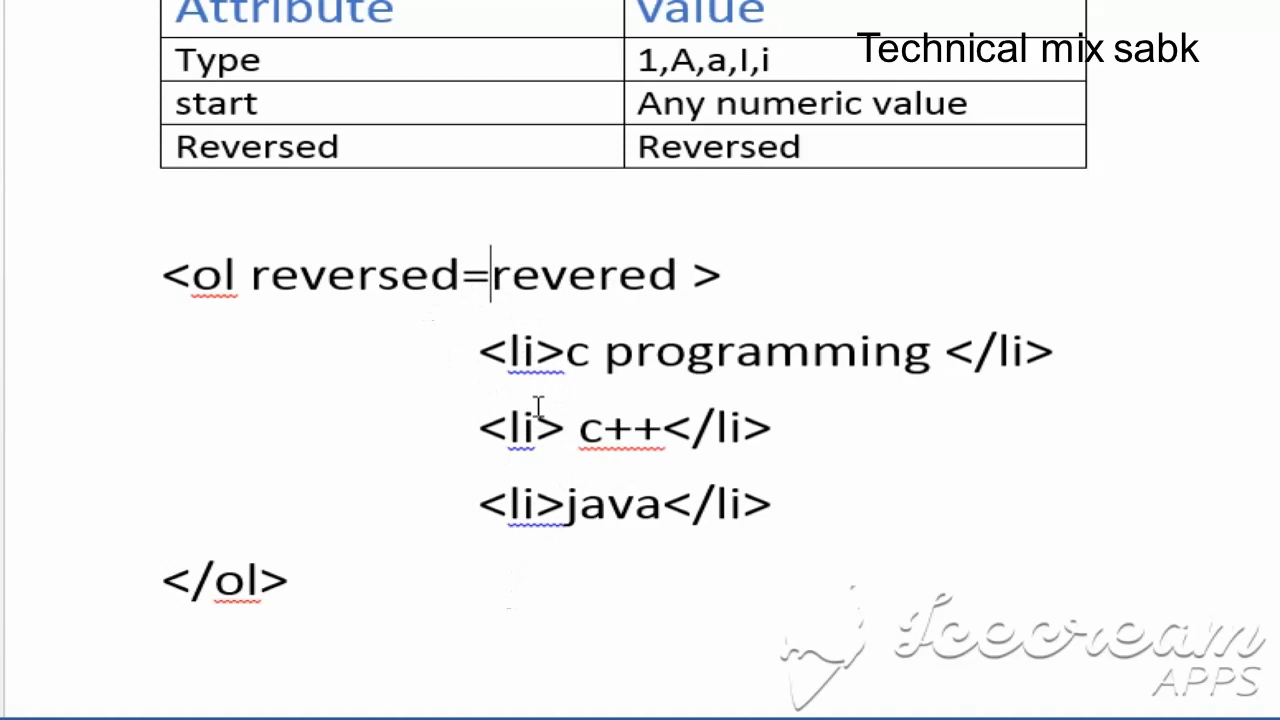 Attribute Value
Technical mix sabk
Type 1,A,a,I,i
start Any numeric value
Reversed Reversed
<ol reversed=revered >
<li>c programming </li>
<li> c++</li>
<li>java</li>
</ol>
Icecream
APPS